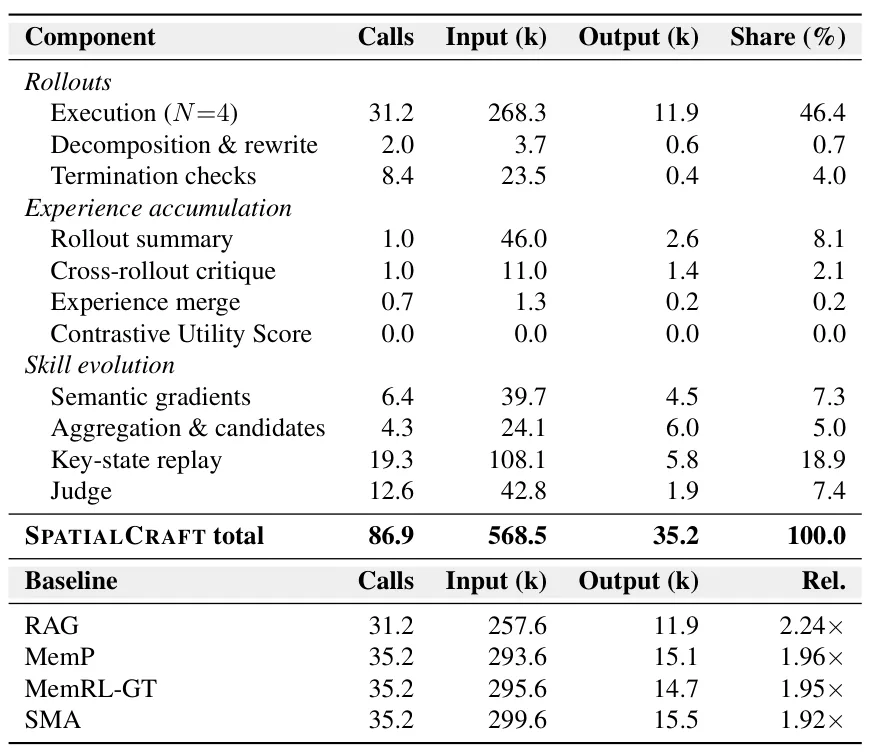 Component Calls Input (k) Output (k) Share (%)
Rollouts
Execution (N=4) 31.2 268.3 11.9 46.4
Decomposition & rewrite 2.0 3.7 0.6 0.7
Termination checks 8.4 23.5 0.4 4.0
Experience accumulation
Rollout summary 1.0 46.0 2.6 8.1
Cross-rollout critique 1.0 11.0 1.4 2.1
Experience merge 0.7 1.3 0.2 0.2
Contrastive Utility Score 0.0 0.0 0.0 0.0
Skill evolution
Semantic gradients 6.4 39.7 4.5 7.3
Aggregation & candidates 4.3 24.1 6.0 5.0
Key-state replay 19.3 108.1 5.8 18.9
Judge 12.6 42.8 1.9 7.4
SPATIALCRAFT total 86.9 568.5 35.2 100.0
Baseline Calls Input (k) Output (k) Rel.
RAG 31.2 257.6 11.9 2.24×
MemP 35.2 293.6 15.1 1.96×
MemRL-GT 35.2 295.6 14.7 1.95×
SMA 35.2 299.6 15.5 1.92×